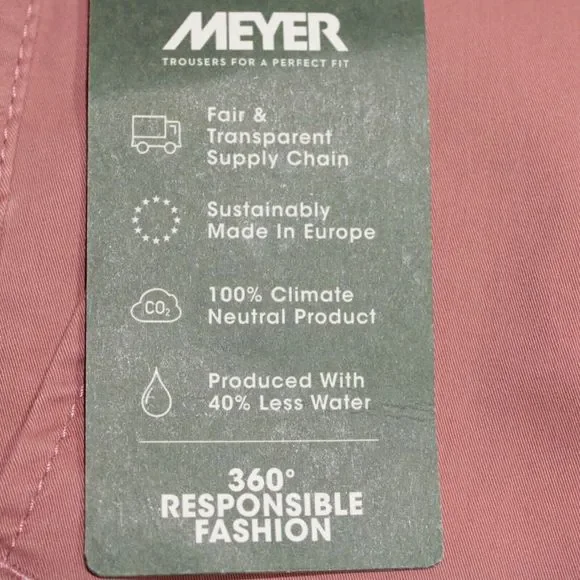 MEYER
TROUSERS FOR A PERFECT FIT
Fair &
Transparent
Supply Chain
Sustainably
Made In Europe
CO₂
100% Climate
Neutral Product
Produced With
40% Less Water
360°
RESPONSIBLE
FASHION